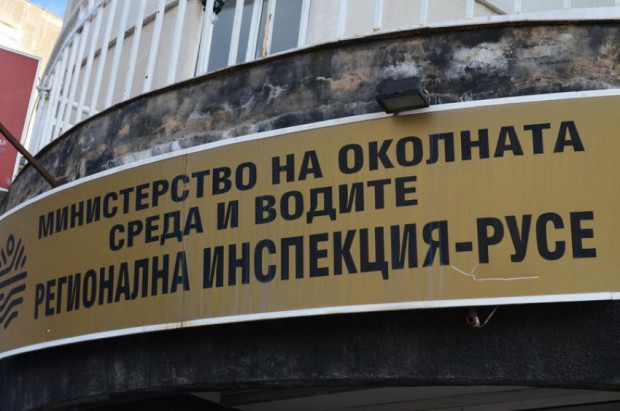 МИНИСТЕРСТВО НА ОКОЛНАТА
СРЕДА И ВОДИТЕ
РЕГИОНАЛНА ИНСПЕКЦИЯ-РУСЕ